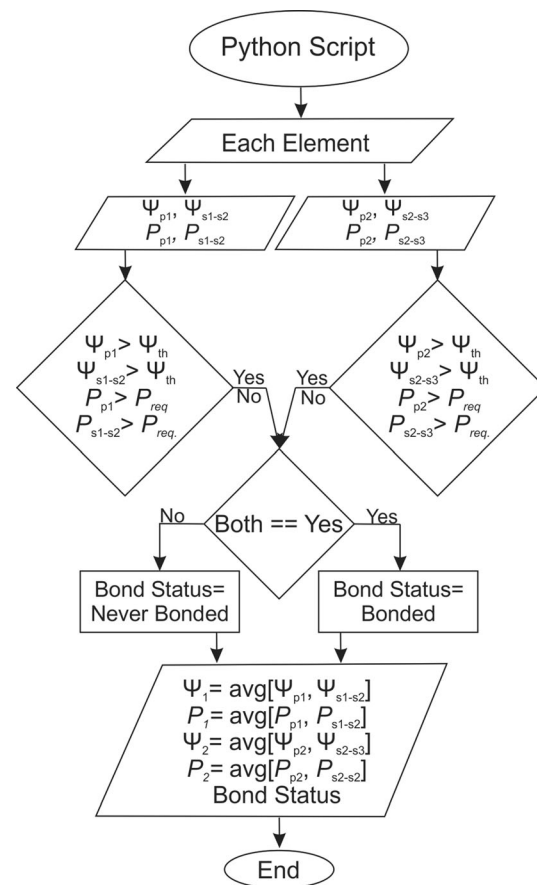 Python Script
Each Element
Ψp1, Ψs1-s2
Pp1, Ps1-s2
Ψp2, Ψs2-s3
Pp2, Ps2-s3
Ψp1> Ψth
Ψs1-s2> Ψth
Pp1> Preq
Ps1-s2> Preq.
Yes
No
Ψp2> Ψth
Ψs2-s3> Ψth
Pp2> Preq
Ps2-s3> Preq.
Yes
No
Both == Yes
No
Yes
Bond Status=
Never Bonded
Bond Status=
Bonded
Ψ1= avg[Ψp1, Ψs1-s2]
P1= avg[Pp1, Ps1-s2]
Ψ2= avg[Ψp2, Ψs2-s3]
P2= avg[Pp2, Ps2-s2]
Bond Status
End